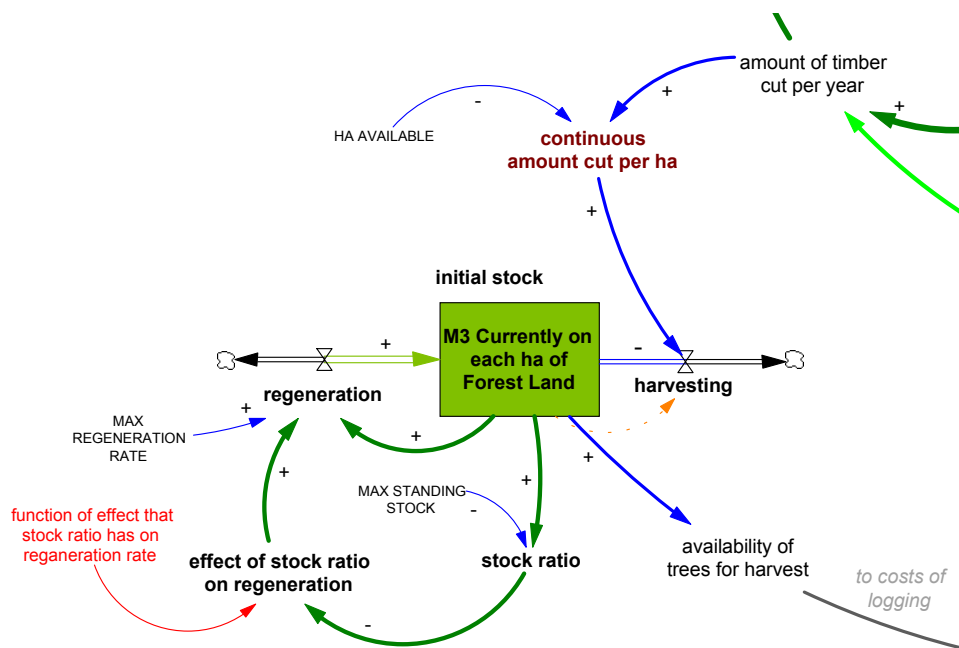 amount of timber
cut per year
+
+
-
HA AVAILABLE
continuous
amount cut per ha
+
initial stock
M3 Currently on
each ha of
Forest Land
+
-
regeneration
harvesting
+
MAX
REGENERATION
RATE
+
+
+
+
MAX STANDING
STOCK
-
function of effect that
stock ratio has on
reganeration rate
effect of stock ratio
on regeneration
stock ratio
availability of
trees for harvest
to costs of
logging
-